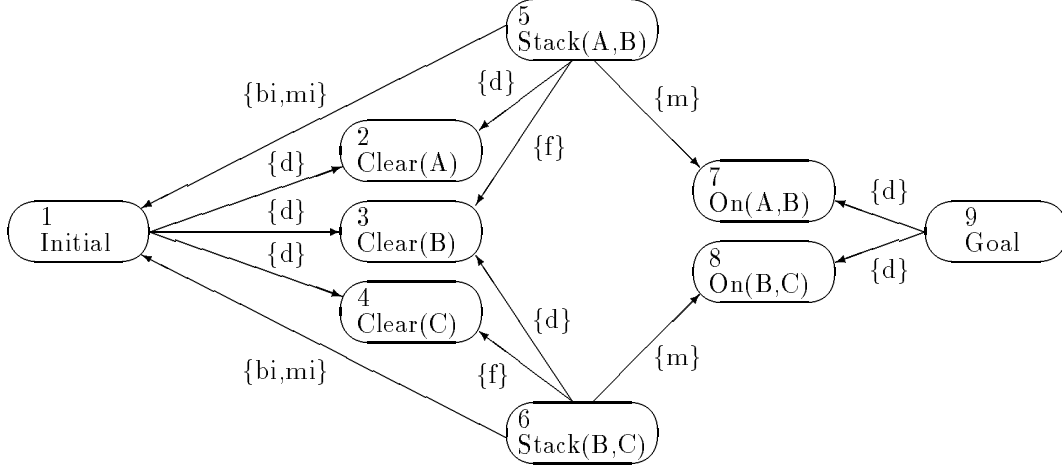 5
Stack(A,B)
{bi,mi}
{d}
{m}
2
Clear(A)
{f}
{d}
7
On(A,B)
{d}
1
Initial
{d}
3
Clear(B)
9
Goal
{d}
8
On(B,C)
{d}
4
Clear(C)
{d}
{bi,mi}
{f}
{m}
6
Stack(B,C)